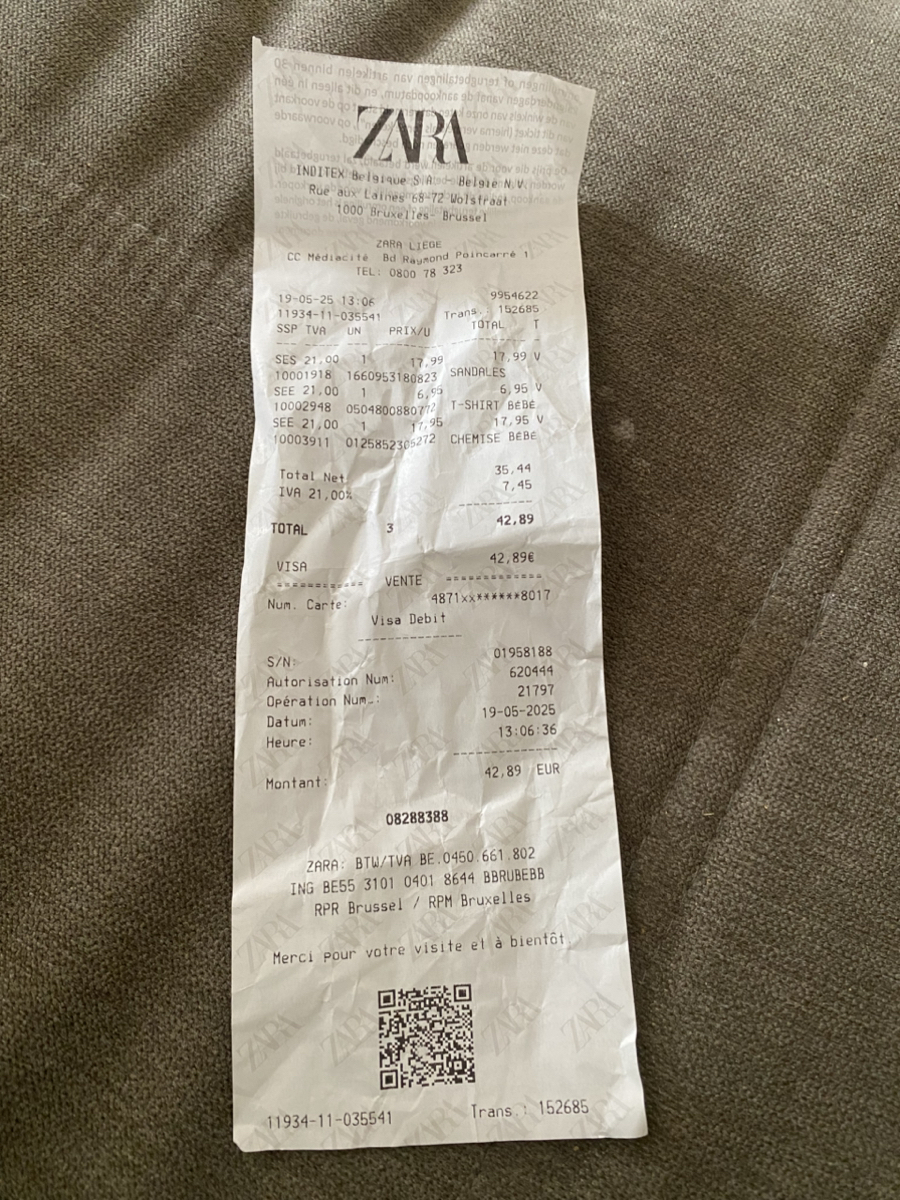 ZARA
INDITEX Belgique S.A. - België N.V.
Rue aux Laines 68-72 Wolstraat
1000 Bruxelles- Brussel
ZARA LIEGE
CC Médiacité Bd Raymond Poincarré 1
TEL: 0800 78 323
19-05-25 13:06 9954622
11934-11-035541 Trans.: 152685
SSP TVA UN PRIX/U TOTAL T
SES 21,00 1 17,99 17,99 V
10001918 1660953180823 SANDALES
SEE 21,00 1 6,95 6,95 V
10002948 0504800880772 T-SHIRT BÉBÉ
SEE 21,00 1 17,95 17,95 V
10003911 0125852305272 CHEMISE BÉBÉ
Total Net 35,44
IVA 21,00% 7,45
TOTAL 3 42,89
VISA 42,89€
============ VENTE =============
Num. Carte: 4871xx******8017
Visa Debit
S/N: 01958188
Autorisation Num: 620444
Opération Num.: 21797
Datum: 19-05-2025
Heure: 13:06:36
Montant: 42,89 EUR
08288388
ZARA: BTW/TVA BE.0450.661.802
ING BE55 3101 0401 8644 BBRUBEBB
RPR Brussel / RPM Bruxelles
Merci pour votre visite et à bientôt.
11934-11-035541 Trans.: 152685